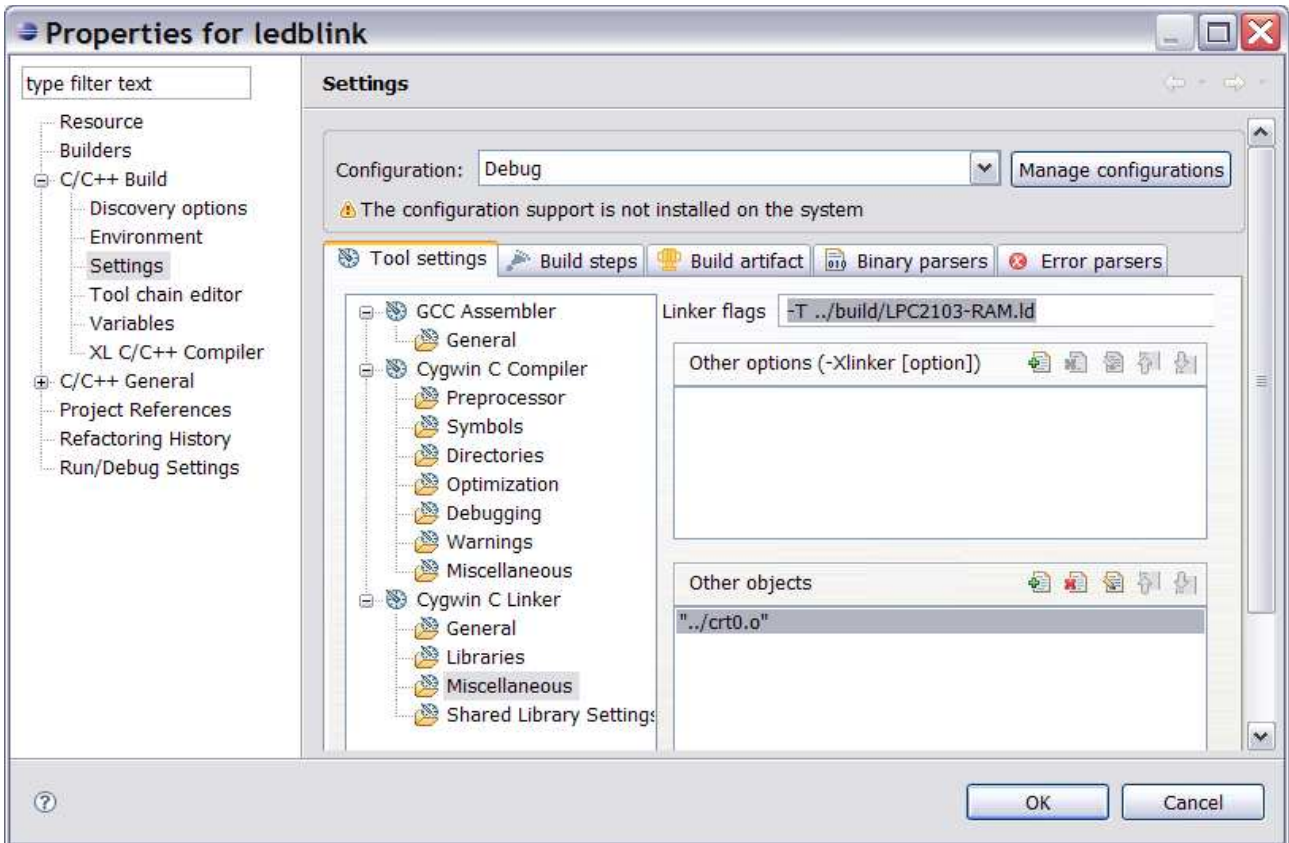 Properties for ledblink
type filter text
Resource
Builders
C/C++ Build
Discovery options
Environment
Settings
Tool chain editor
Variables
XL C/C++ Compiler
C/C++ General
Project References
Refactoring History
Run/Debug Settings
Settings
Configuration: Debug Manage configurations
The configuration support is not installed on the system
Tool settings Build steps Build artifact 010 Binary parsers Error parsers
GCC Assembler
General
Cygwin C Compiler
Preprocessor
Symbols
Directories
Optimization
Debugging
Warnings
Miscellaneous
Cygwin C Linker
General
Libraries
Miscellaneous
Shared Library Settings
Linker flags -T ../build/LPC2103-RAM.ld
Other options (-Xlinker [option])
Other objects
"../crt0.o"
? OK Cancel